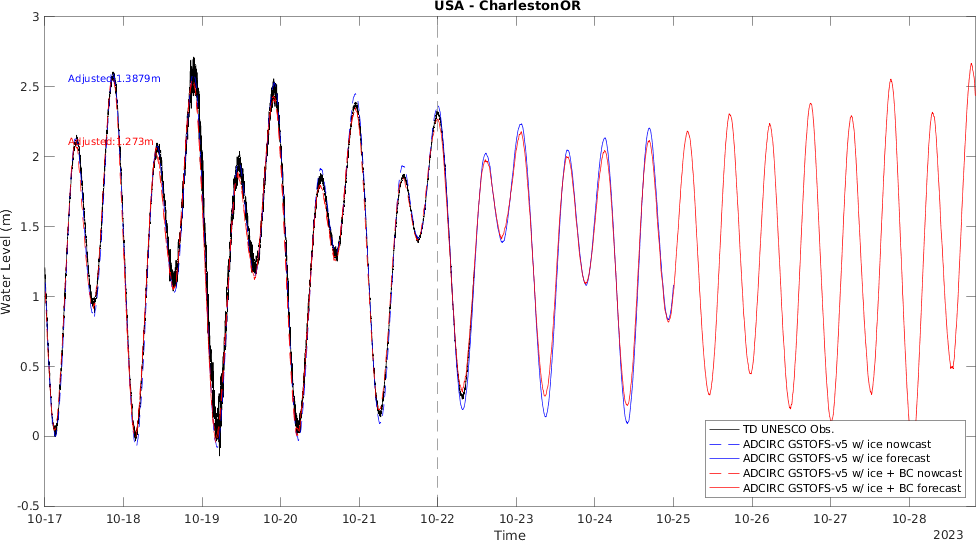 USA - CharlestonOR
3
2.5
2
1.5
1
0.5
0
-0.5
Water Level (m)
Adjusted:1.3879m
Adjusted:1.273m
TD UNESCO Obs.
ADCIRC GSTOFS-v5 w/ ice nowcast
ADCIRC GSTOFS-v5 w/ ice forecast
ADCIRC GSTOFS-v5 w/ ice + BC nowcast
ADCIRC GSTOFS-v5 w/ ice + BC forecast
10-17 10-18 10-19 10-20 10-21 10-22 10-23 10-24 10-25 10-26 10-27 10-28
Time
2023